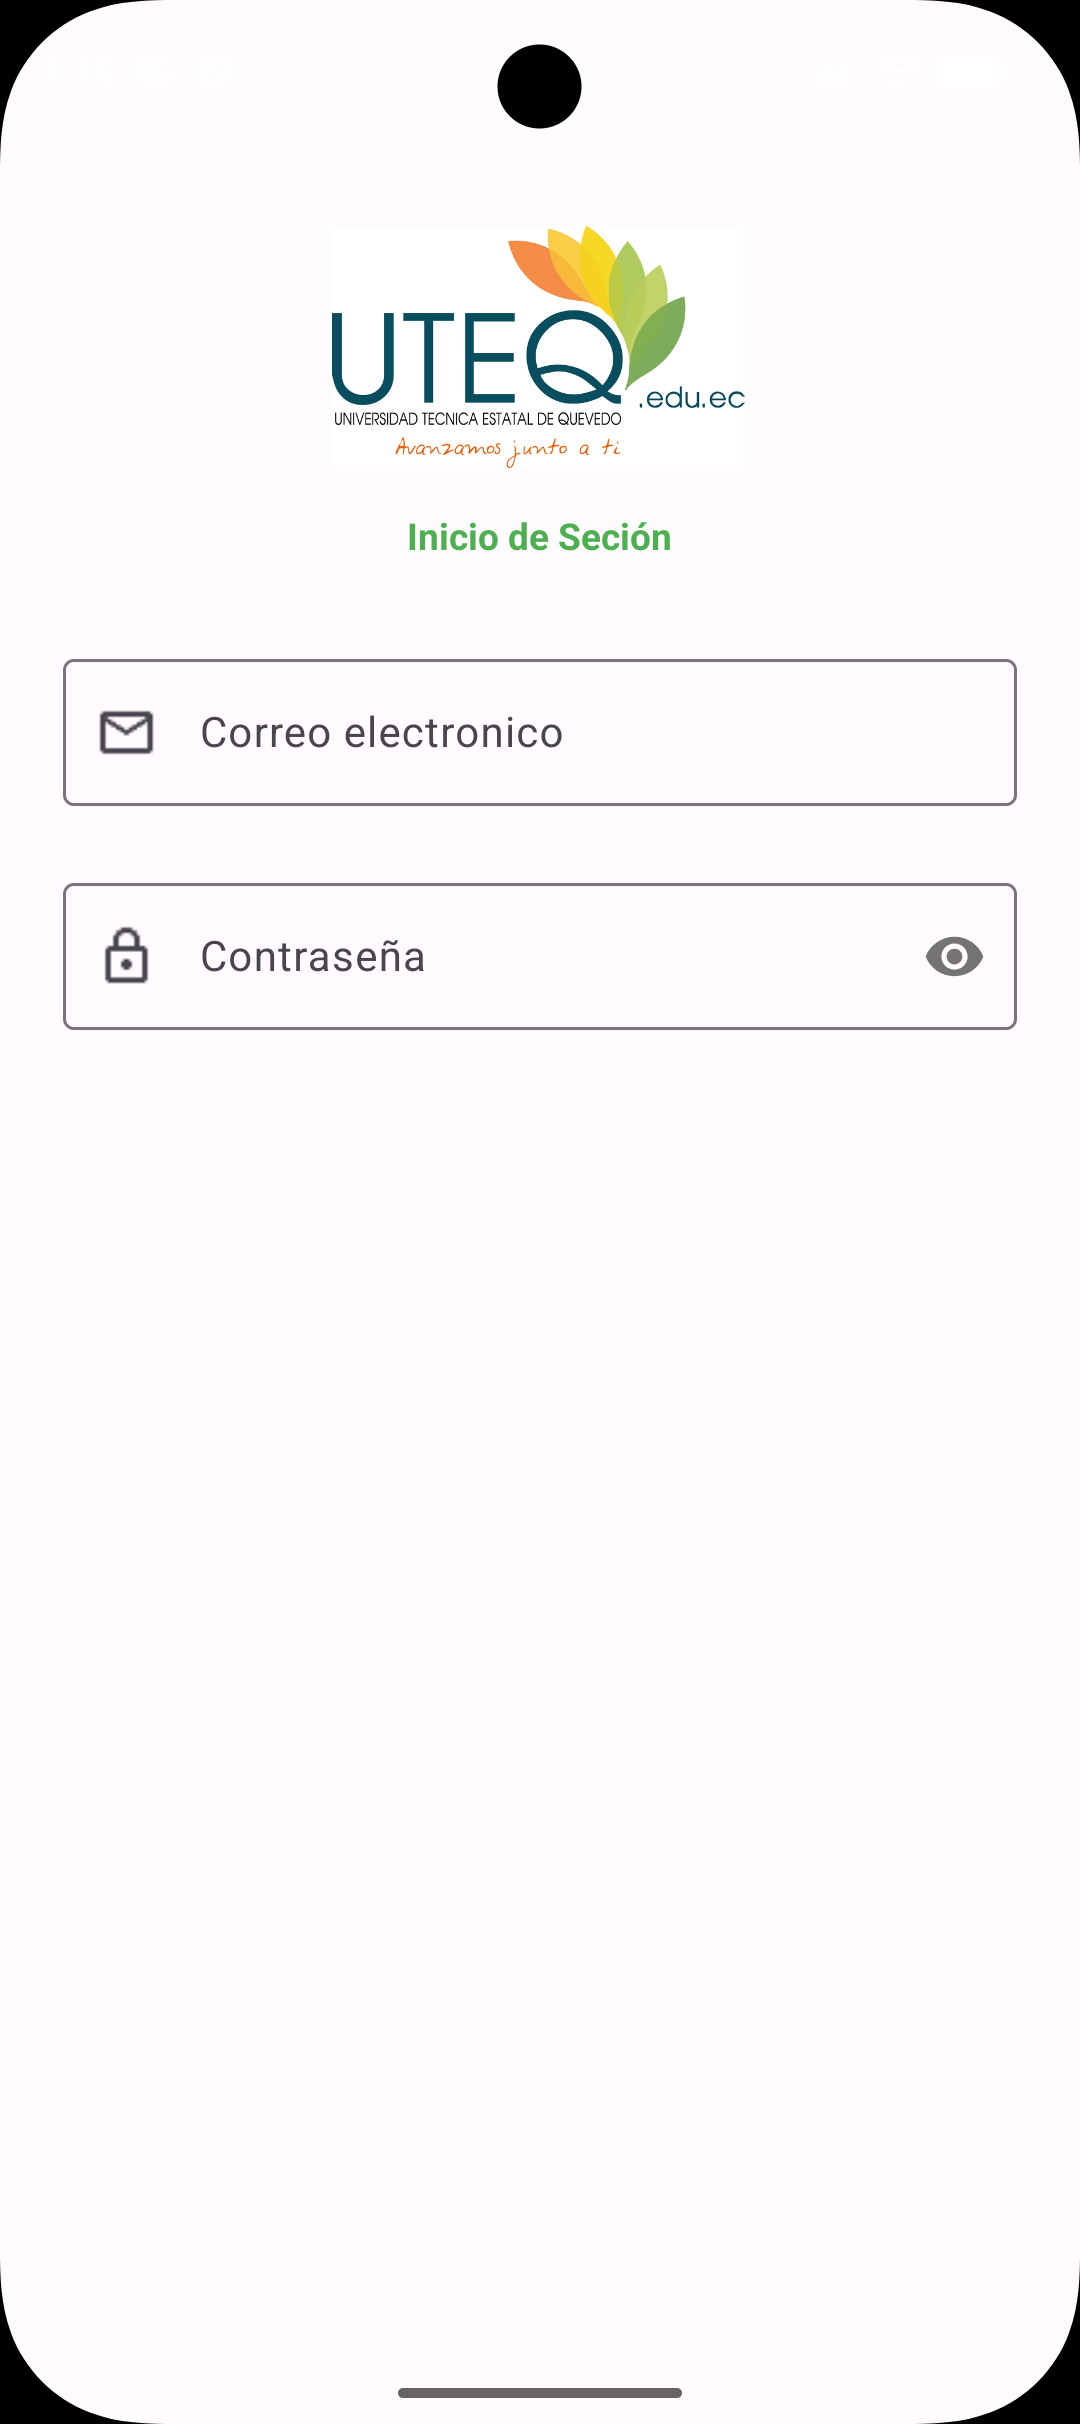 UTEQ
.edu.ec
UNIVERSIDAD TECNICA ESTATAL DE QUEVEDO
Avanzamos junto a ti
Inicio de Seción
Correo electronico
Contraseña